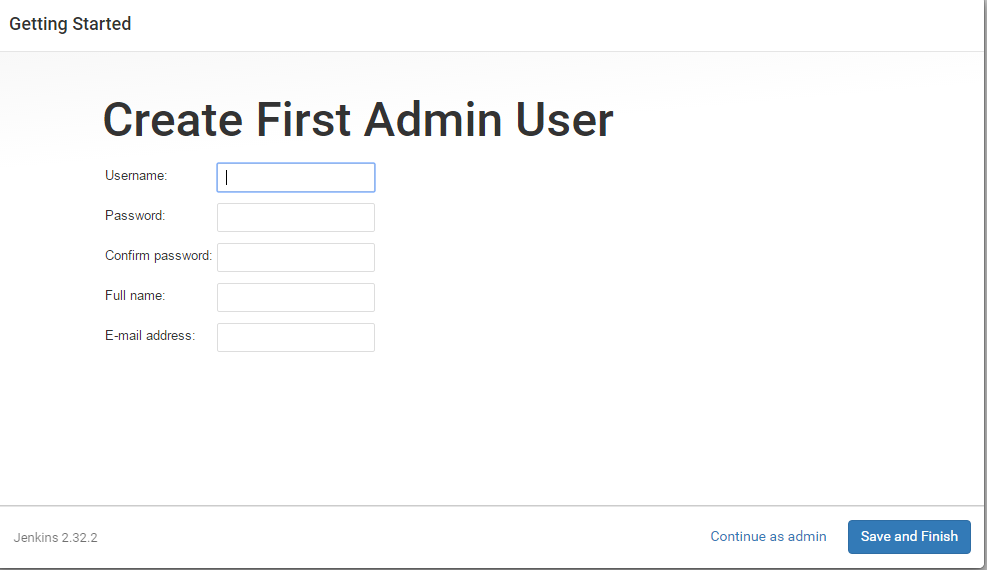 Getting Started
Create First Admin User
Username:
Password:
Confirm password:
Full name:
E-mail address:
Jenkins 2.32.2
Continue as admin
Save and Finish